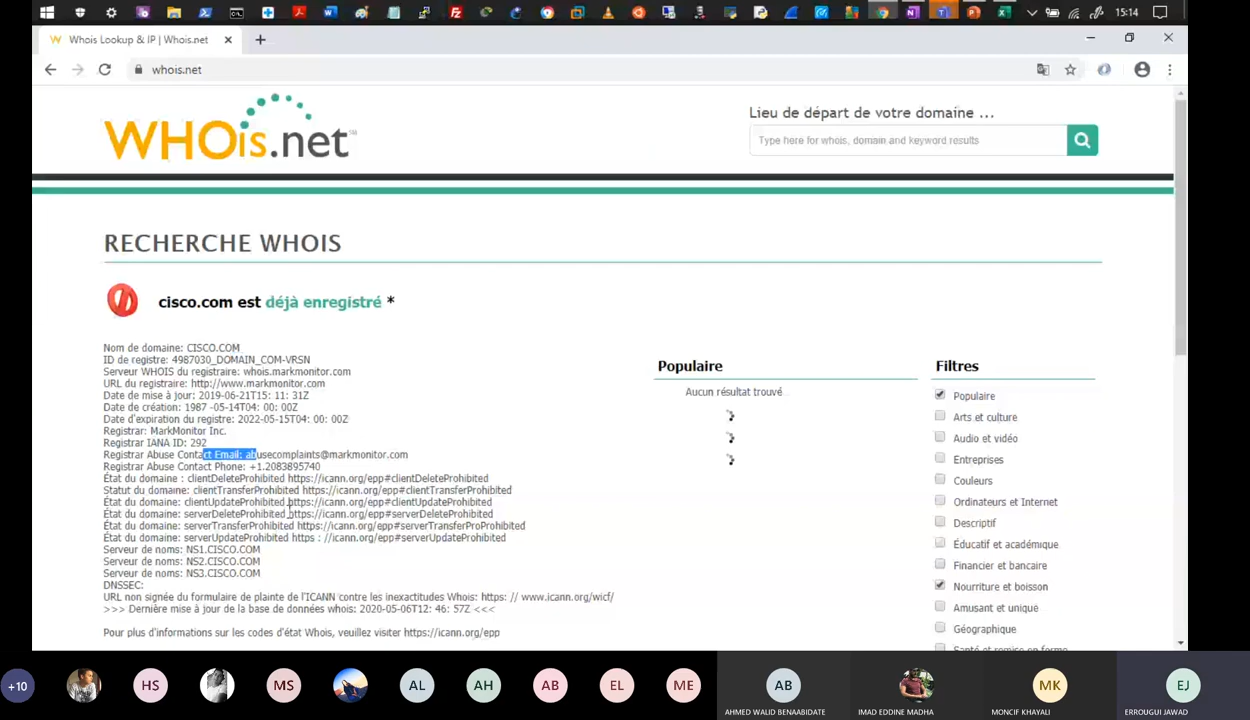 15:14
Whois Lookup & IP | Whois.net
whois.net
WHOis.net
Lieu de départ de votre domaine ...
Type here for whois, domain and keyword results
RECHERCHE WHOIS
cisco.com est déjà enregistré *
Nom de domaine: CISCO.COM
ID de registre: 4987030_DOMAIN_COM-VRSN
Serveur WHOIS du registraire: whois.markmonitor.com
URL du registraire: http://www.markmonitor.com
Date de mise à jour: 2019-06-21T15: 11: 31Z
Date de création: 1987 -05-14T04: 00: 00Z
Date d'expiration du registre: 2022-05-15T04: 00: 00Z
Registrar: MarkMonitor Inc.
Registrar IANA ID: 292
Registrar Abuse Contact Email: abusecomplaints@markmonitor.com
Registrar Abuse Contact Phone: +1.2083895740
État du domaine : clientDeleteProhibited https://icann.org/epp#clientDeleteProhibited
Statut du domaine: clientTransferProhibited https://icann.org/epp#clientTransferProhibited
État du domaine: clientUpdateProhibited https://icann.org/epp#clientUpdateProhibited
État du domaine: serverDeleteProhibited https://icann.org/epp#serverDeleteProhibited
État du domaine: serverTransferProhibited https://icann.org/epp#serverTransferProProhibited
État du domaine: serverUpdateProhibited https : //icann.org/epp#serverUpdateProhibited
Serveur de noms: NS1.CISCO.COM
Serveur de noms: NS2.CISCO.COM
Serveur de noms: NS3.CISCO.COM
DNSSEC:
URL non signée du formulaire de plainte de l'ICANN contre les inexactitudes Whois: https: // www.icann.org/wicf/
>>> Dernière mise à jour de la base de données whois: 2020-05-06T12: 46: 57Z <<<
Pour plus d'informations sur les codes d'état Whois, veuillez visiter https://icann.org/epp
Populaire
Aucun résultat trouvé
Filtres
Populaire
Arts et culture
Audio et vidéo
Entreprises
Couleurs
Ordinateurs et Internet
Descriptif
Éducatif et académique
Financier et bancaire
Nourriture et boisson
Amusant et unique
Géographique
Santé et remise en forme
+10
HS
MS
AL
AH
AB
EL
ME
AB
MK
EJ
AHMED WALID BENAABIDATE
IMAD EDDINE MADHA
MONCIF KHAYALI
ERROUGUI JAWAD